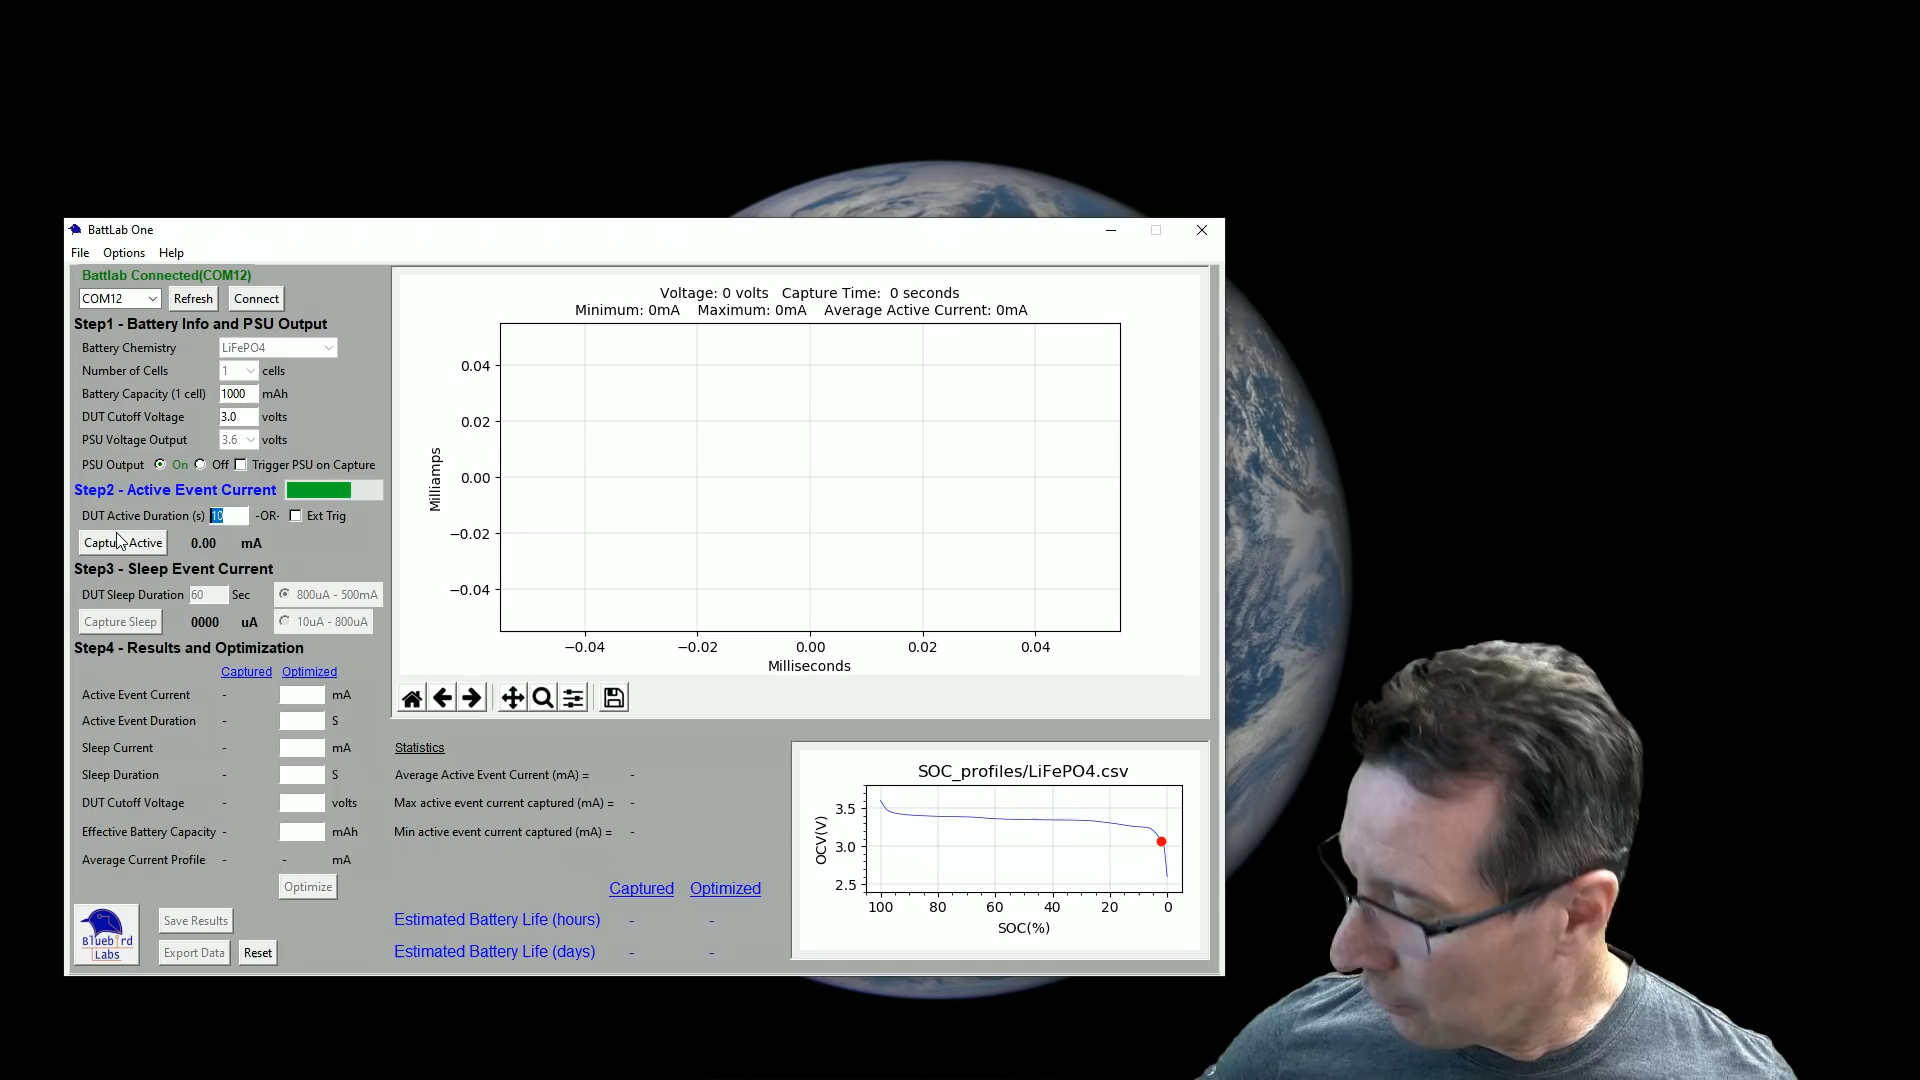 BattLab One
File Options Help
Battlab Connected(COM12)
COM12 Refresh Connect
Step1 - Battery Info and PSU Output
Battery Chemistry LiFePO4
Number of Cells 1 cells
Battery Capacity (1 cell) 1000 mAh
DUT Cutoff Voltage 3.0 volts
PSU Voltage Output 3.6 volts
PSU Output On Off Trigger PSU on Capture
Step2 - Active Event Current
DUT Active Duration (s) 10 -OR- Ext Trig
Capture Active 0.00 mA
Step3 - Sleep Event Current
DUT Sleep Duration 60 Sec 800uA - 500mA
Capture Sleep 0000 uA 10uA - 800uA
Step4 - Results and Optimization
Captured Optimized
Active Event Current - mA
Active Event Duration - S
Sleep Current - mA
Sleep Duration - S
DUT Cutoff Voltage - volts
Effective Battery Capacity - mAh
Average Current Profile - - mA
Optimize
Bluebird Labs
Save Results
Export Data Reset
Voltage: 0 volts Capture Time: 0 seconds
Minimum: 0mA Maximum: 0mA Average Active Current: 0mA
Milliamps
0.04
0.02
0.00
−0.02
−0.04
−0.04 −0.02 0.00 0.02 0.04
Milliseconds
Statistics
Average Active Event Current (mA) = -
Max active event current captured (mA) = -
Min active event current captured (mA) = -
Captured Optimized
Estimated Battery Life (hours) - -
Estimated Battery Life (days) - -
SOC_profiles/LiFePO4.csv
OCV(V)
3.5
3.0
2.5
100 80 60 40 20 0
SOC(%)